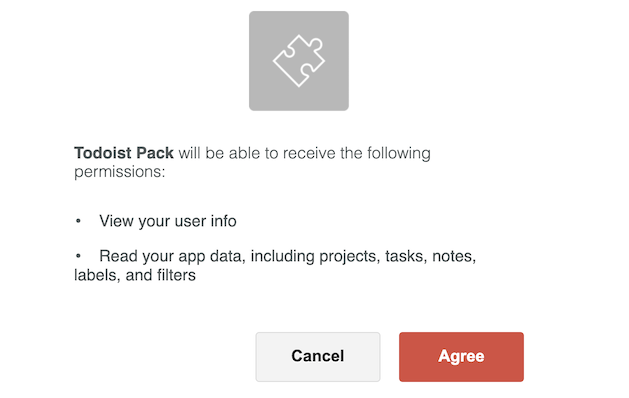 Todoist Pack will be able to receive the following
permissions:
• View your user info
• Read your app data, including projects, tasks, notes,
labels, and filters
Cancel Agree